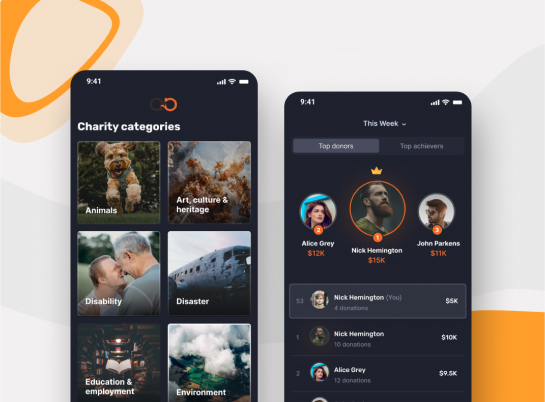 9:41
Charity categories
Animals
Art, culture &
heritage
Disability
Disaster
Education &
employment
Environment
9:41
This Week
Top donors
Top achievers
2
1
3
Alice Grey
$12K
Nick Hemington
$15K
John Parkens
$11K
53
Nick Hemington (You)
4 donations
$5K
1
Nick Hemington
10 donations
$10K
2
Alice Grey
12 donations
$9.5K